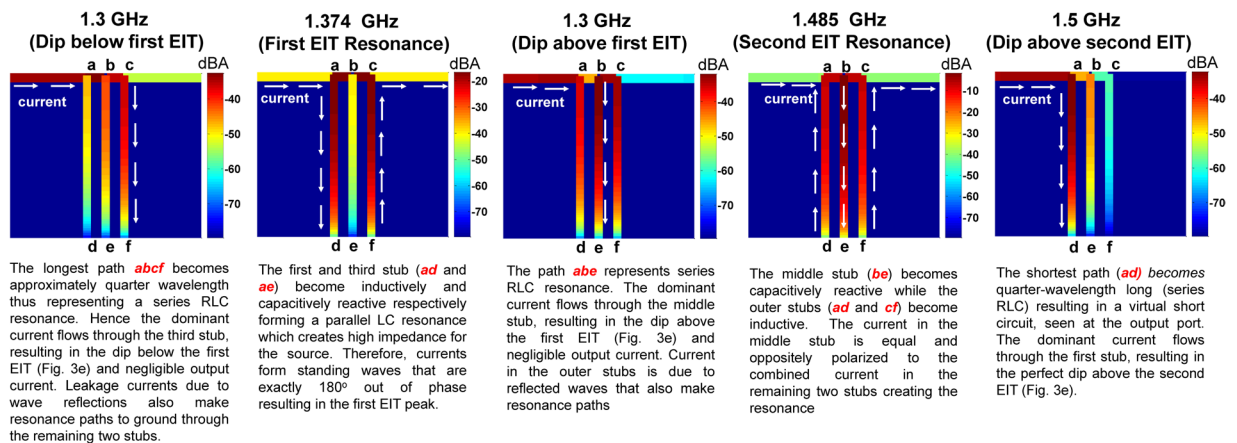 1.3 GHz
(Dip below first EIT)
a b c
dBA
current
-40
-50
-60
-70
d e f
The longest path abcf becomes
approximately quarter wavelength
thus representing a series RLC
resonance. Hence the dominant
current flows through the third stub,
resulting in the dip below the first
EIT (Fig. 3e) and negligible output
current. Leakage currents due to
wave reflections also make
resonance paths to ground through
the remaining two stubs.
1.374 GHz
(First EIT Resonance)
a b c
dBA
current
-20
-30
-40
-50
-60
-70
d e f
The first and third stub (ad and
ae) become inductively and
capacitively reactive respectively
forming a parallel LC resonance
which creates high impedance for
the source. Therefore, currents
form standing waves that are
exactly 180º out of phase
resulting in the first EIT peak.
1.3 GHz
(Dip above first EIT)
a b c
dBA
current
-40
-50
-60
-70
d e f
The path abe represents series
RLC resonance. The dominant
current flows through the middle
stub, resulting in the dip above
the first EIT (Fig. 3e) and
negligible output current. Current
in the outer stubs is due to
reflected waves that also make
resonance paths
1.485 GHz
(Second EIT Resonance)
a b c
dBA
current
-10
-20
-30
-40
-50
-60
-70
d e f
The middle stub (be) becomes
capacitively reactive while the
outer stubs (ad and cf) become
inductive. The current in the
middle stub is equal and
oppositely polarized to the
combined current in the
remaining two stubs creating the
resonance
1.5 GHz
(Dip above second EIT)
a b c
dBA
current
-40
-50
-60
-70
d e f
The shortest path (ad) becomes
quarter-wavelength long (series
RLC) resulting in a virtual short
circuit, seen at the output port.
The dominant current flows
through the first stub, resulting in
the perfect dip above the second
EIT (Fig. 3e).